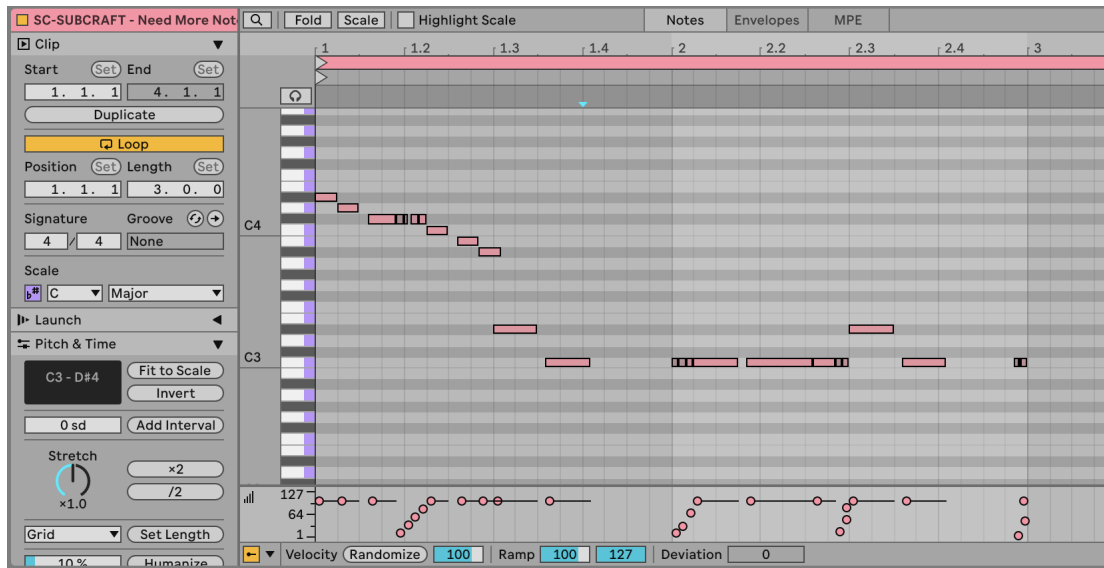 SC-SUBCRAFT - Need More Not
Fold Scale Highlight Scale Notes Envelopes MPE
Clip
1 1.2 1.3 1.4 2 2.2 2.3 2.4 3
Start Set End Set
1. 1. 1 4. 1. 1
Duplicate
Loop
Position Set Length Set
1. 1. 1 3. 0. 0
Signature Groove
4 / 4 None
C4
Scale
♭# C Major
Launch
Pitch & Time
C3
C3 - D#4
Fit to Scale
Invert
0 sd Add Interval
Stretch
×2
/2
×1.0
127
64
1
Grid Set Length
Velocity Randomize 100 Ramp 100 127 Deviation 0
10 % Humanize